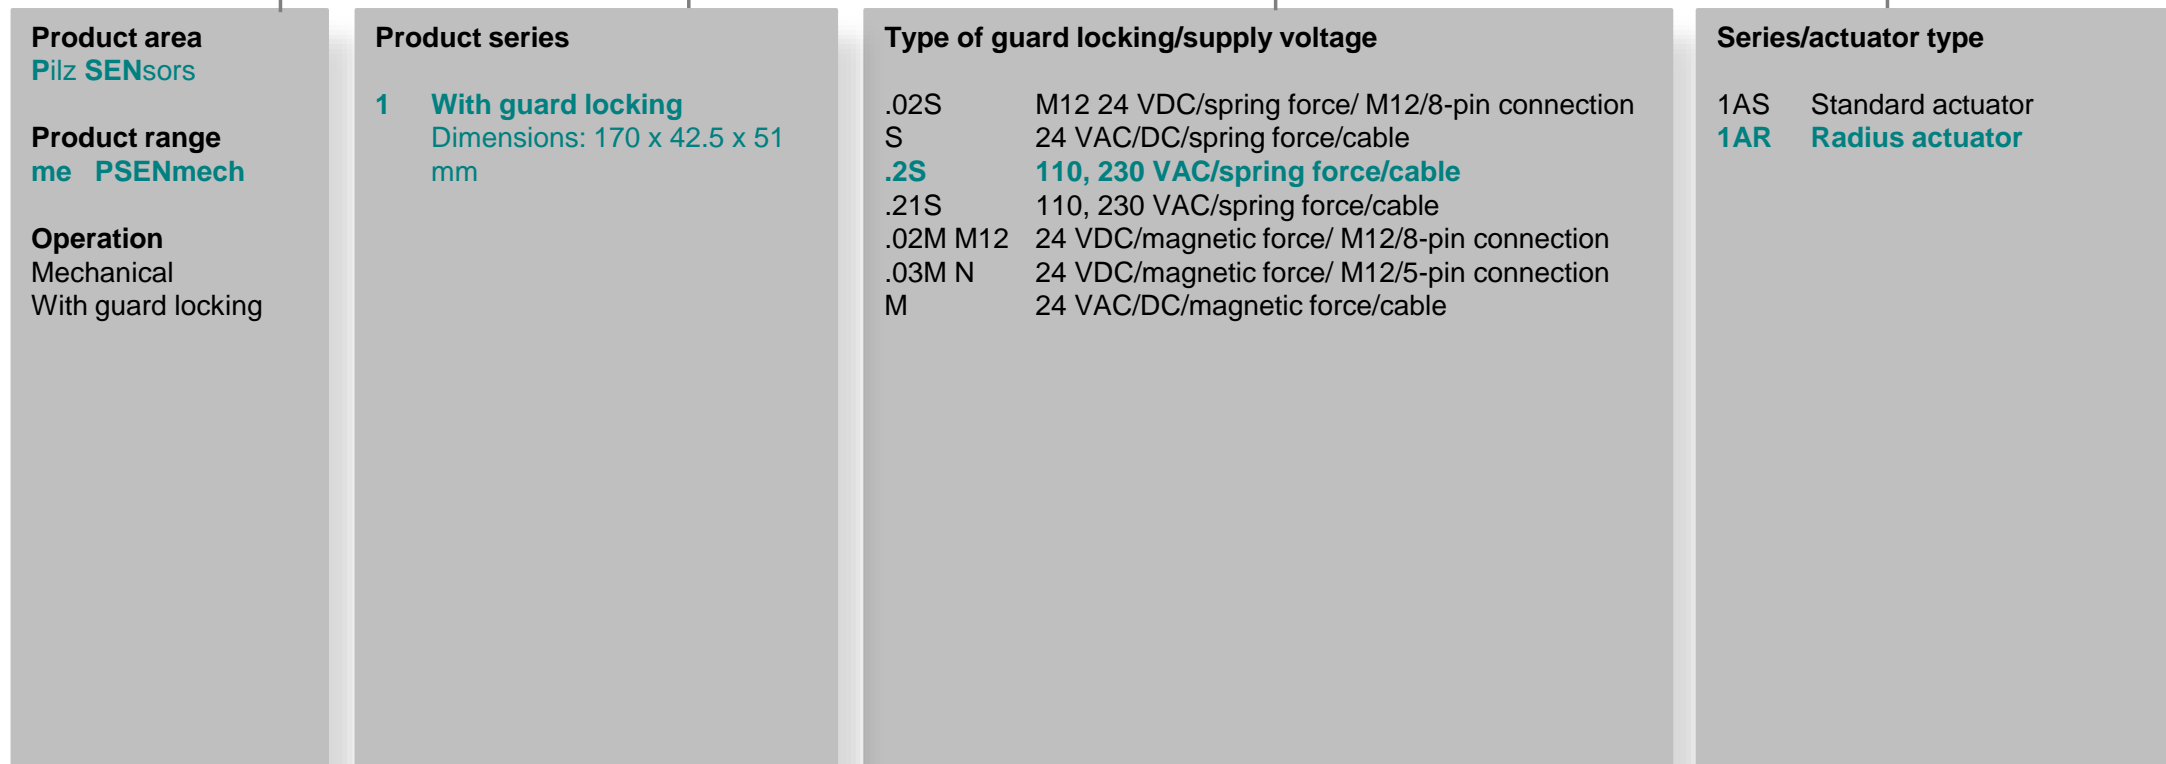 Product area
Pilz SENsors
Product range
me PSENmech
Operation
Mechanical
With guard locking
Product series
1 With guard locking
Dimensions: 170 x 42.5 x 51
mm
Type of guard locking/supply voltage
.02S M12 24 VDC/spring force/ M12/8-pin connection
S 24 VAC/DC/spring force/cable
.2S 110, 230 VAC/spring force/cable
.21S 110, 230 VAC/spring force/cable
.02M M12 24 VDC/magnetic force/ M12/8-pin connection
.03M N 24 VDC/magnetic force/ M12/5-pin connection
M 24 VAC/DC/magnetic force/cable
Series/actuator type
1AS Standard actuator
1AR Radius actuator